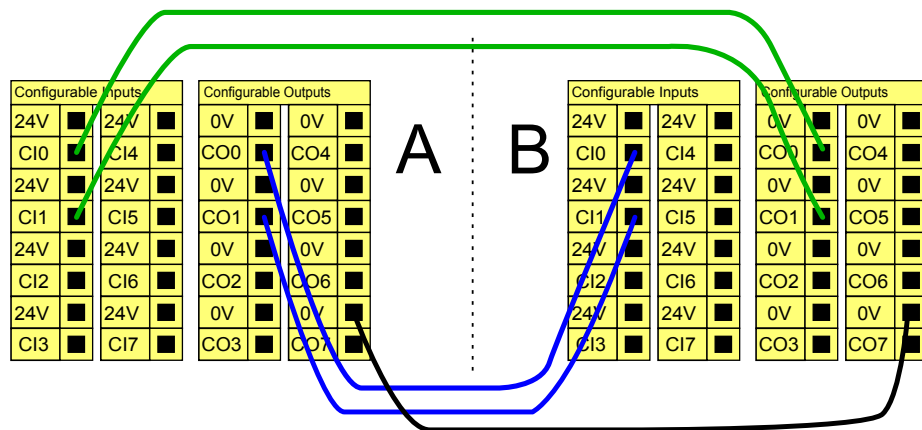 Configurable Inputs
24V 24V
CI0 CI4
24V 24V
CI1 CI5
24V 24V
CI2 CI6
24V 24V
CI3 CI7
Configurable Outputs
0V 0V
CO0 CO4
0V 0V
CO1 CO5
0V 0V
CO2 CO6
0V 0V
CO3 CO7
A
B
Configurable Inputs
24V 24V
CI0 CI4
24V 24V
CI1 CI5
24V 24V
CI2 CI6
24V 24V
CI3 CI7
Configurable Outputs
0V 0V
CO0 CO4
0V 0V
CO1 CO5
0V 0V
CO2 CO6
0V 0V
CO3 CO7